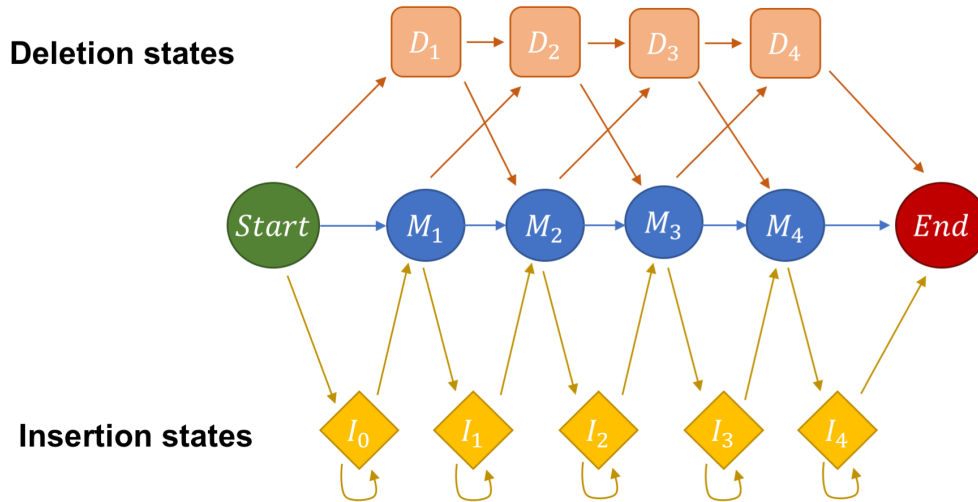 Deletion states
D₁ D₂ D₃ D₄
Start M₁ M₂ M₃ M₄ End
Insertion states
I₀ I₁ I₂ I₃ I₄